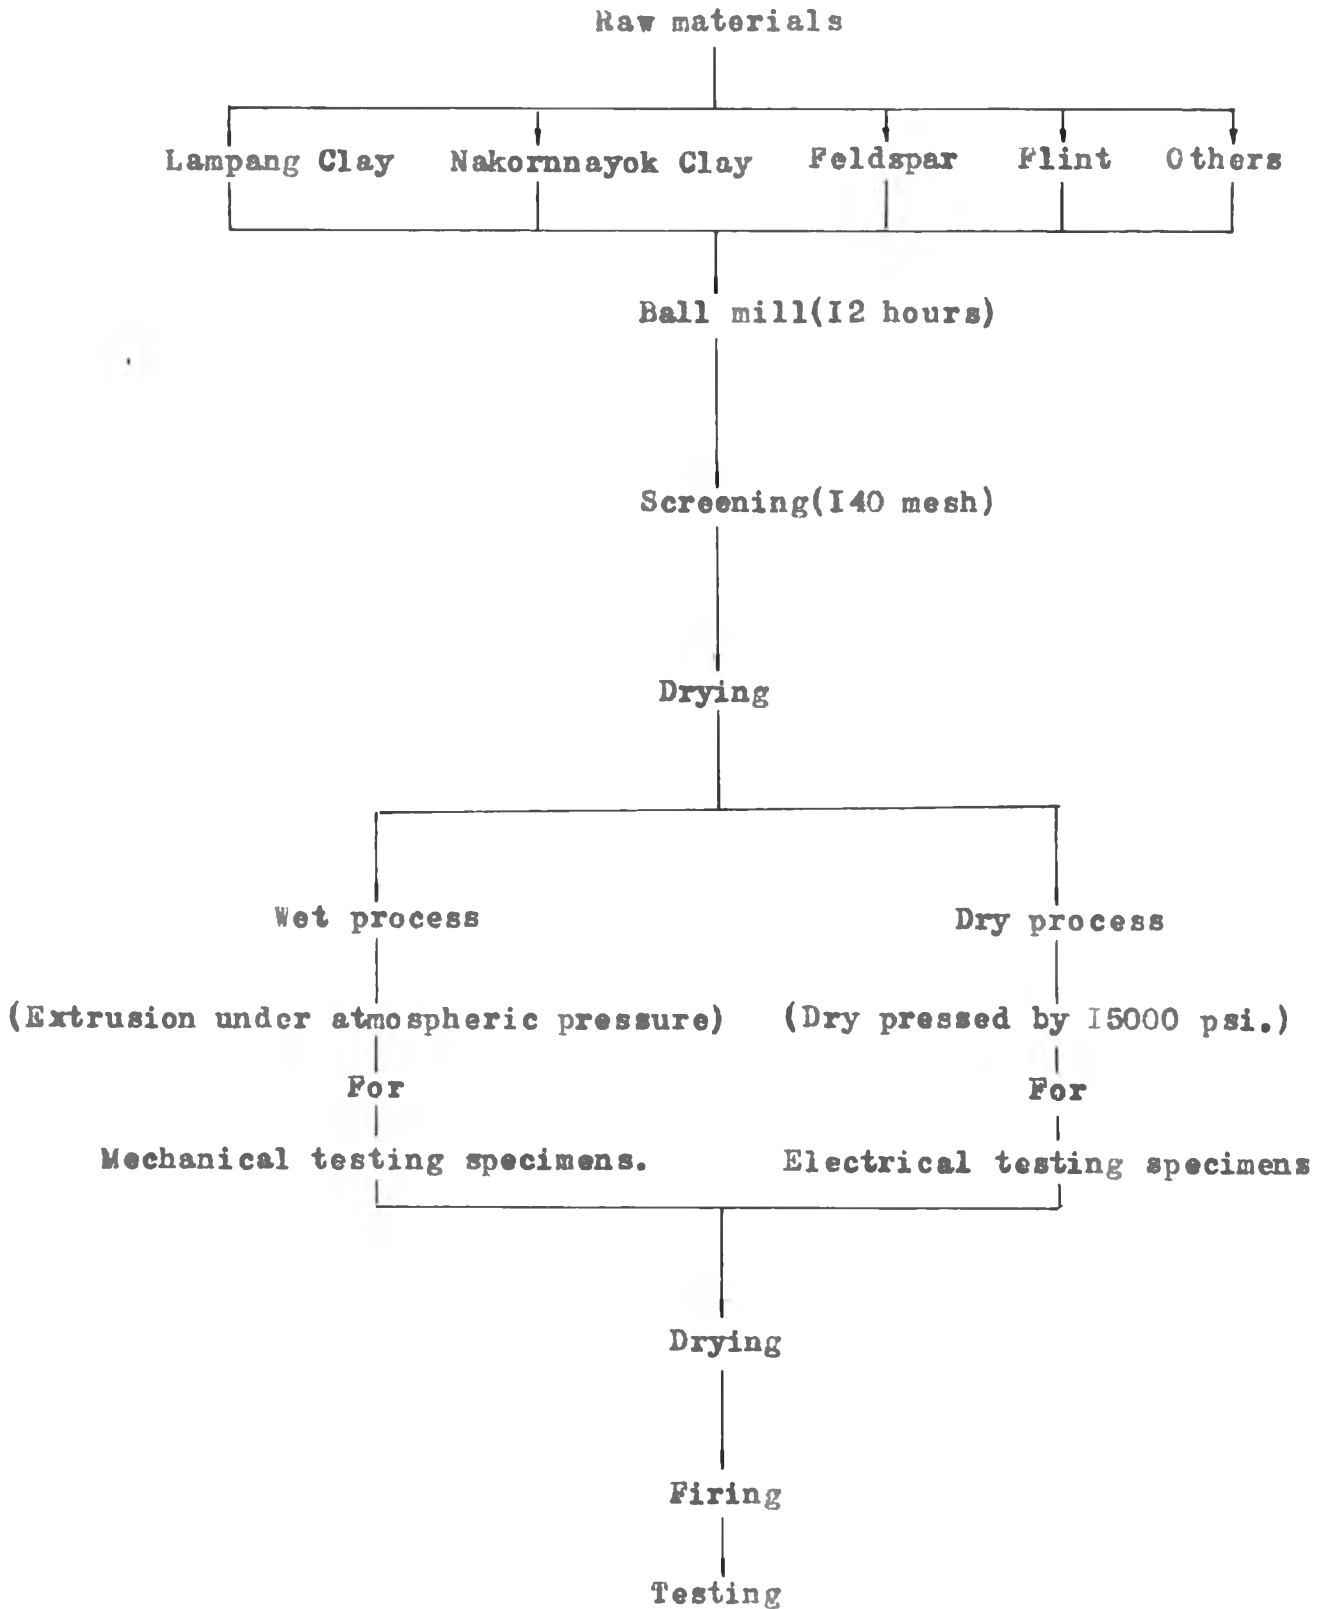 Raw materials
Lampang Clay Nakornnayok Clay Feldspar Flint Others
Ball mill(I2 hours)
Screening(I40 mesh)
Drying
Wet process Dry process
(Extrusion under atmospheric pressure) (Dry pressed by I5000 psi.)
For For
Mechanical testing specimens. Electrical testing specimens
Drying
Firing
Testing